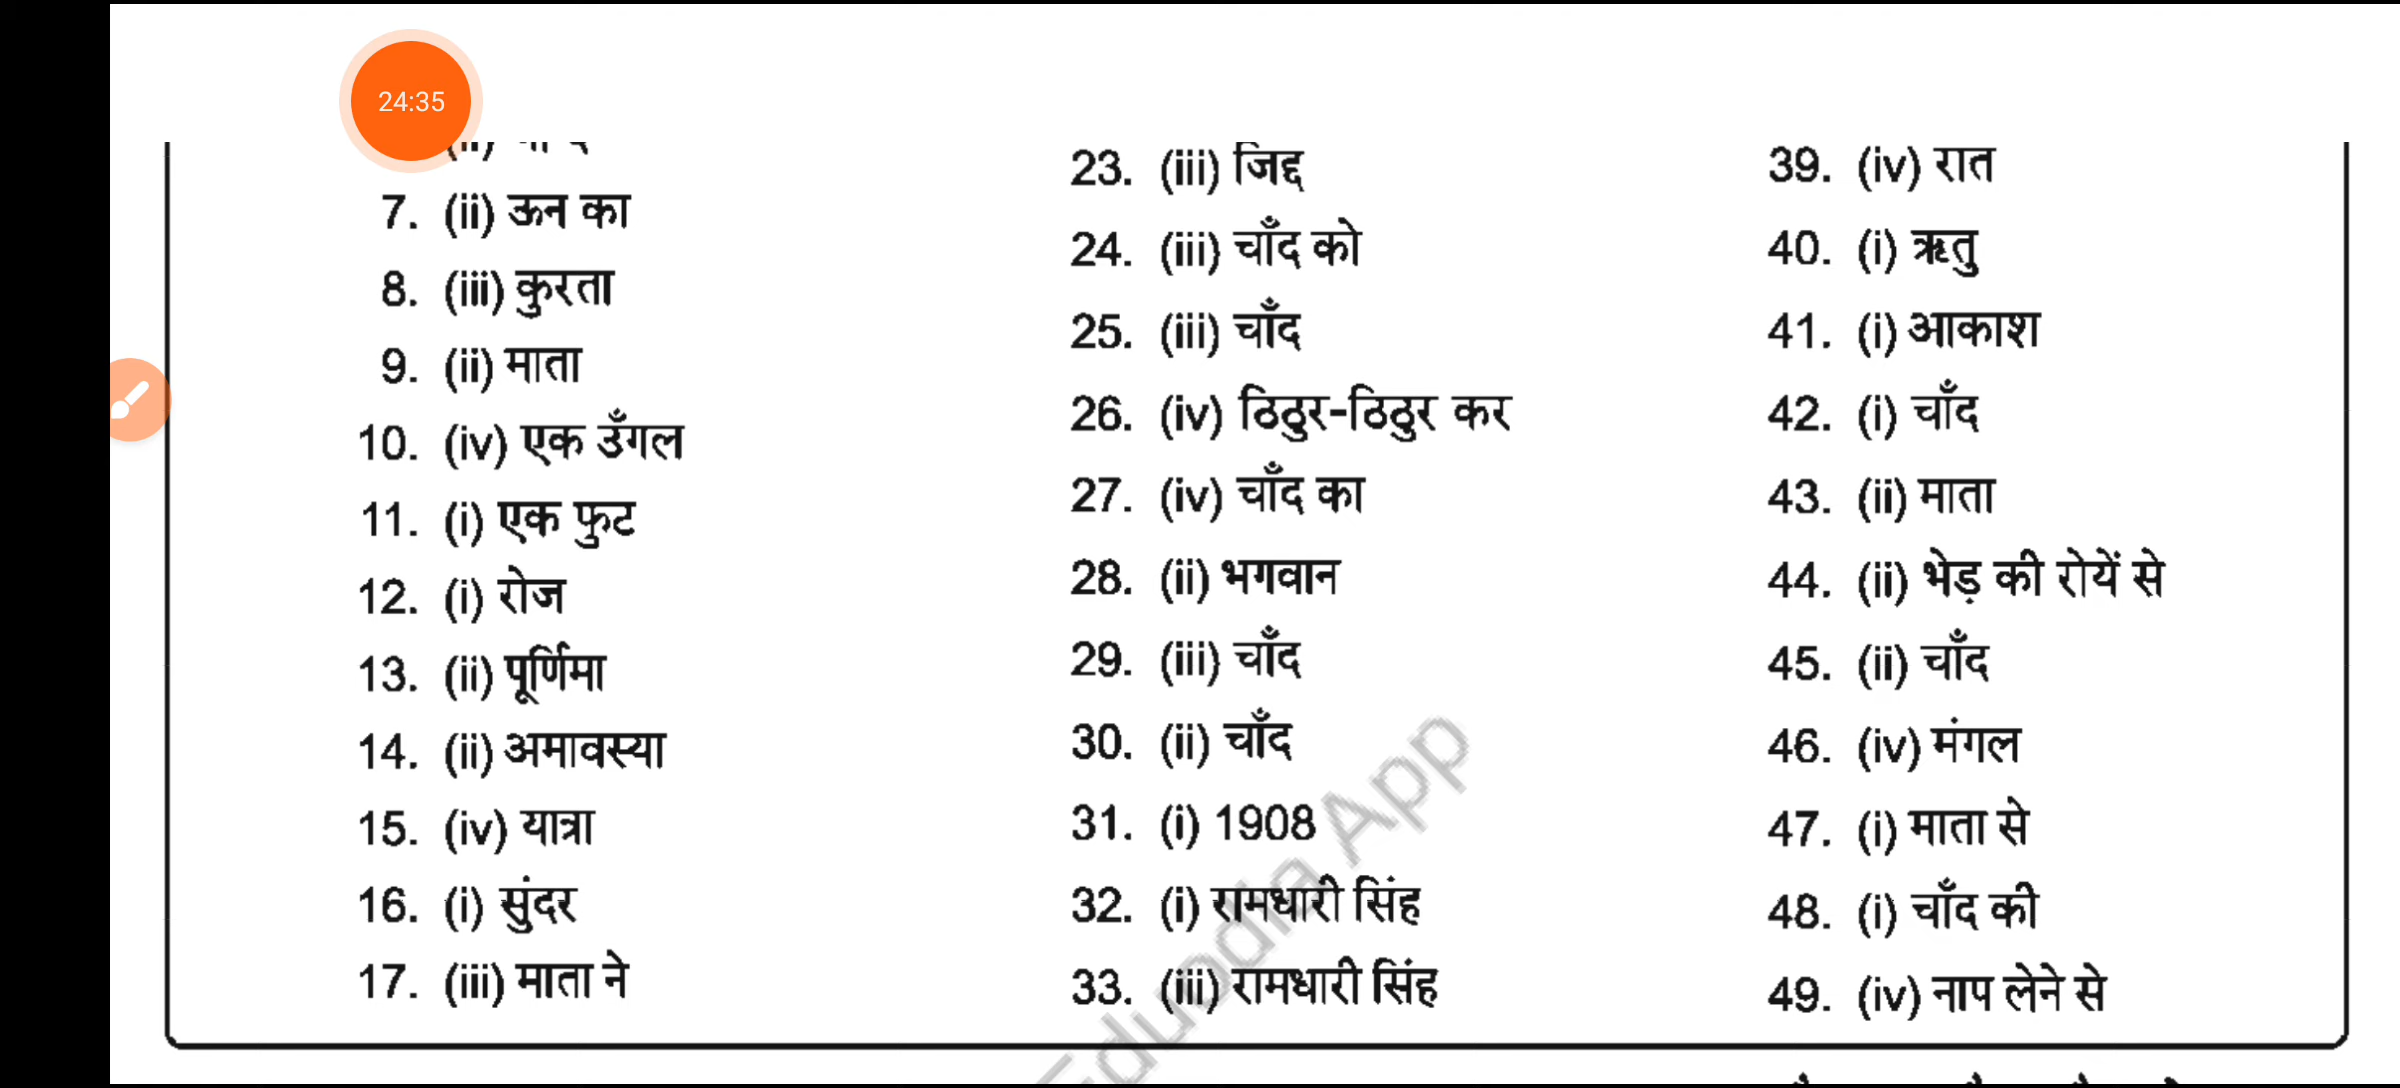 24:35
7. (ii) ऊन का
8. (iii) कुरता
9. (ii) माता
10. (iv) एक उँगल
11. (i) एक फुट
12. (i) रोज
13. (ii) पूर्णिमा
14. (ii) अमावस्या
15. (iv) यात्रा
16. (i) सुंदर
17. (iii) माता ने
23. (iii) जिद्द
24. (iii) चाँद को
25. (iii) चाँद
26. (iv) ठिठुर-ठिठुर कर
27. (iv) चाँद का
28. (ii) भगवान
29. (iii) चाँद
30. (ii) चाँद
31. (i) 1908
32. (i) रामधारी सिंह
33. (iii) रामधारी सिंह
39. (iv) रात
40. (i) ऋतु
41. (i) आकाश
42. (i) चाँद
43. (ii) माता
44. (ii) भेड़ की रोयें से
45. (ii) चाँद
46. (iv) मंगल
47. (i) माता से
48. (i) चाँद की
49. (iv) नाप लेने से
App